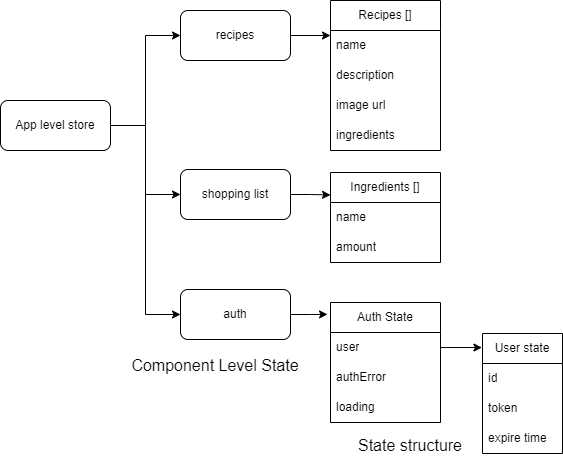 App level store
recipes
Recipes []
name
description
image url
ingredients
shopping list
Ingredients []
name
amount
auth
Auth State
user
authError
loading
User state
id
token
expire time
Component Level State
State structure